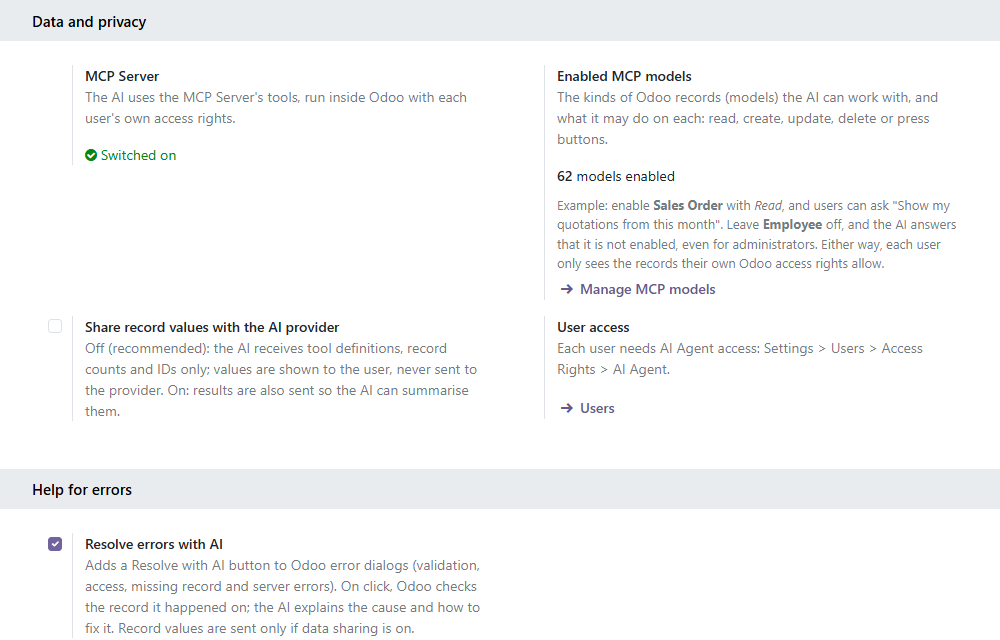 Data and privacy
MCP Server
The AI uses the MCP Server's tools, run inside Odoo with each
user's own access rights.
Switched on
Enabled MCP models
The kinds of Odoo records (models) the AI can work with, and
what it may do on each: read, create, update, delete or press
buttons.
62 models enabled
Example: enable Sales Order with Read, and users can ask "Show my
quotations from this month". Leave Employee off, and the AI answers
that it is not enabled, even for administrators. Either way, each user
only sees the records their own Odoo access rights allow.
→ Manage MCP models
Share record values with the AI provider
Off (recommended): the AI receives tool definitions, record
counts and IDs only; values are shown to the user, never sent to
the provider. On: results are also sent so the AI can summarise
them.
User access
Each user needs AI Agent access: Settings > Users > Access
Rights > AI Agent.
→ Users
Help for errors
Resolve errors with AI
Adds a Resolve with AI button to Odoo error dialogs (validation,
access, missing record and server errors). On click, Odoo checks
the record it happened on; the AI explains the cause and how to
fix it. Record values are sent only if data sharing is on.